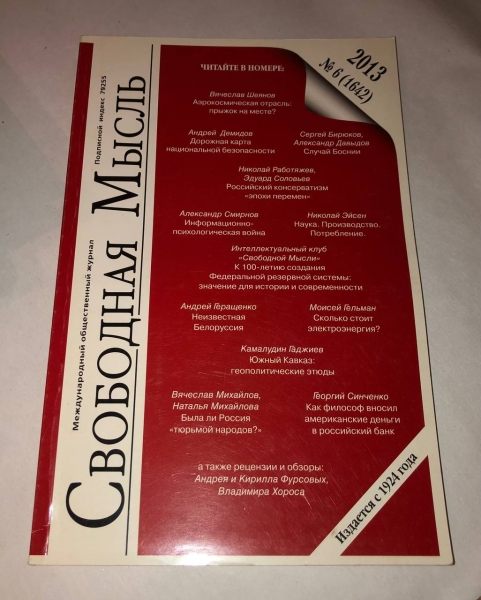 Международный общественный журнал
Подписной индекс 79255
СВОБОДНАЯ МЫСЛЬ
2013
№ 6 (1642)
ЧИТАЙТЕ В НОМЕРЕ:
Вячеслав Шеянов
Аэрокосмическая отрасль:
прыжок на месте?
Андрей Демидов
Дорожная карта
национальной безопасности
Сергей Бирюков,
Александр Давыдов
Случай Боснии
Николай Работяжев,
Эдуард Соловьев
Российский консерватизм
«эпохи перемен»
Александр Смирнов
Информационно-
психологическая война
Николай Эйсен
Наука. Производство.
Потребление.
Интеллектуальный клуб
«Свободной Мысли»
К 100-летию создания
Федеральной резервной системы:
значение для истории и современности
Андрей Геращенко
Неизвестная
Белоруссия
Моисей Гельман
Сколько стоит
электроэнергия?
Камалудин Гаджиев
Южный Кавказ:
геополитические этюды
Вячеслав Михайлов,
Наталья Михайлова
Была ли Россия
«тюрьмой народов?»
Георгий Синченко
Как философ вносил
американские деньги
в российский банк
а также рецензии и обзоры:
Андрея и Кирилла Фурсовых,
Владимира Хороса
Издается с 1924 года